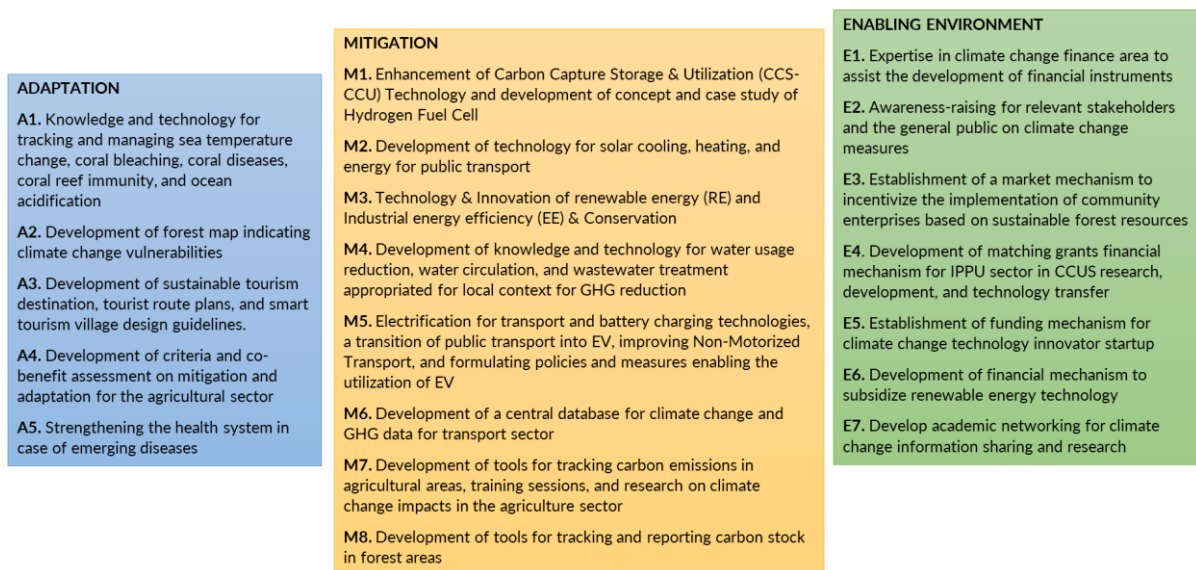 ADAPTATION
A1. Knowledge and technology for
tracking and managing sea temperature
change, coral bleaching, coral diseases,
coral reef immunity, and ocean
acidification
A2. Development of forest map indicating
climate change vulnerabilities
A3. Development of sustainable tourism
destination, tourist route plans, and smart
tourism village design guidelines.
A4. Development of criteria and co-
benefit assessment on mitigation and
adaptation for the agricultural sector
A5. Strengthening the health system in
case of emerging diseases
MITIGATION
M1. Enhancement of Carbon Capture Storage & Utilization (CCS-
CCU) Technology and development of concept and case study of
Hydrogen Fuel Cell
M2. Development of technology for solar cooling, heating, and
energy for public transport
M3. Technology & Innovation of renewable energy (RE) and
Industrial energy efficiency (EE) & Conservation
M4. Development of knowledge and technology for water usage
reduction, water circulation, and wastewater treatment
appropriated for local context for GHG reduction
M5. Electrification for transport and battery charging technologies,
a transition of public transport into EV, improving Non-Motorized
Transport, and formulating policies and measures enabling the
utilization of EV
M6. Development of a central database for climate change and
GHG data for transport sector
M7. Development of tools for tracking carbon emissions in
agricultural areas, training sessions, and research on climate
change impacts in the agriculture sector
M8. Development of tools for tracking and reporting carbon stock
in forest areas
ENABLING ENVIRONMENT
E1. Expertise in climate change finance area to
assist the development of financial instruments
E2. Awareness-raising for relevant stakeholders
and the general public on climate change
measures
E3. Establishment of a market mechanism to
incentivize the implementation of community
enterprises based on sustainable forest resources
E4. Development of matching grants financial
mechanism for IPPU sector in CCUS research,
development, and technology transfer
E5. Establishment of funding mechanism for
climate change technology innovator startup
E6. Development of financial mechanism to
subsidize renewable energy technology
E7. Develop academic networking for climate
change information sharing and research